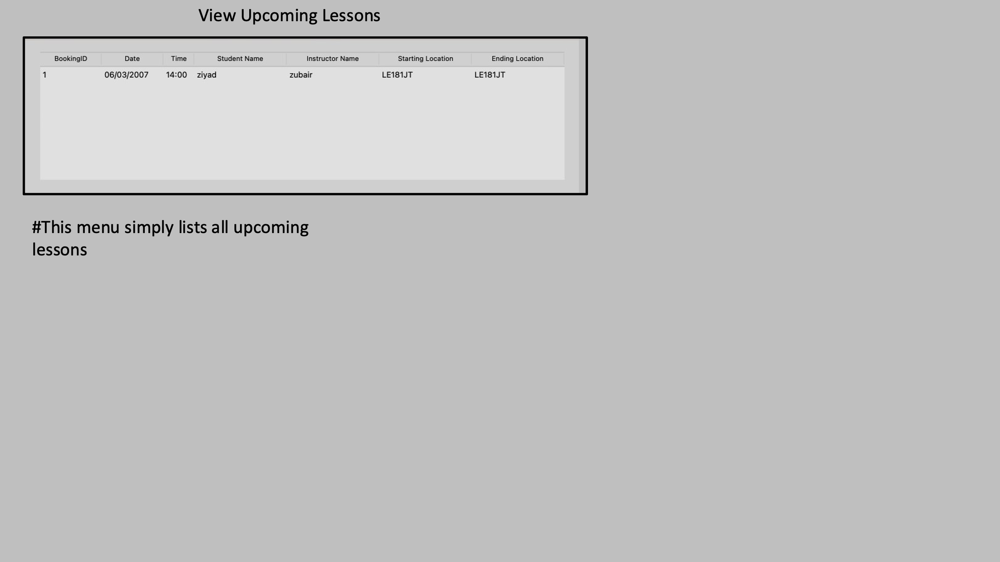 View Upcoming Lessons
BookingID Date Time Student Name Instructor Name Starting Location Ending Location
1 06/03/2007 14:00 ziyad zubair LE181JT LE181JT
#This menu simply lists all upcoming
lessons